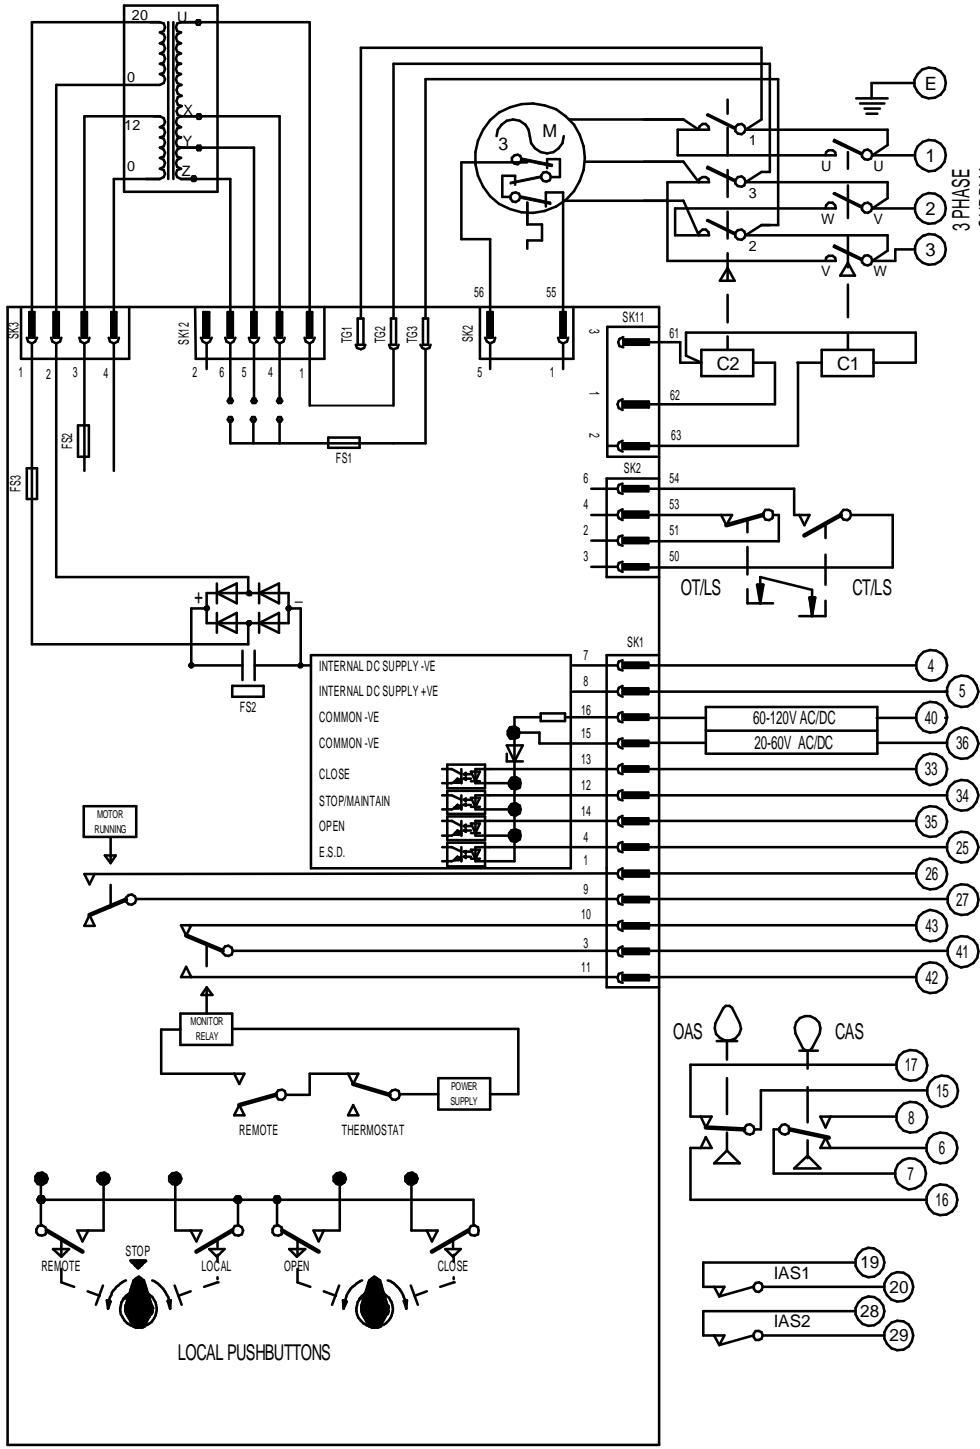 20 U
0
X
12
Y
0 Z
3 M
E
1
U U
1
3
W V
2
2
V W
3
3 PHASE
56 55
SK3
SK12
TG1
TG2
TG3
SK2
SK11
1 2 3 4
2 6 5 4 1
5 1
3 61
C2 C1
1 62
2 63
FS2
FS3
FS1
SK2
6 54
4 53
2 51
3 50
OT/LS CT/LS
+ –
FS2
SK1
INTERNAL DC SUPPLY -VE 7 4
INTERNAL DC SUPPLY +VE 8 5
COMMON -VE 16 60-120V AC/DC 40
COMMON -VE 15 20-60V AC/DC 36
CLOSE 13 33
STOP/MAINTAIN 12 34
OPEN 14 35
E.S.D. 4 25
1 26
9 27
10 43
3 41
11 42
MOTOR
RUNNING
MONITOR
RELAY
POWER
SUPPLY
REMOTE THERMOSTAT
OAS CAS
17
15
8
6
7
16
REMOTE STOP LOCAL OPEN CLOSE
LOCAL PUSHBUTTONS
IAS1 19
20
IAS2 28
29